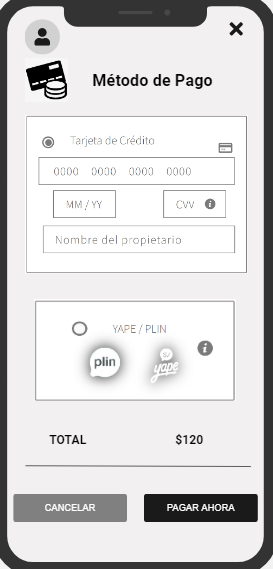 Método de Pago
Tarjeta de Crédito
0000 0000 0000 0000
MM / YY
CVV
Nombre del propietario
YAPE / PLIN
plin
yape
TOTAL $120
CANCELAR PAGAR AHORA